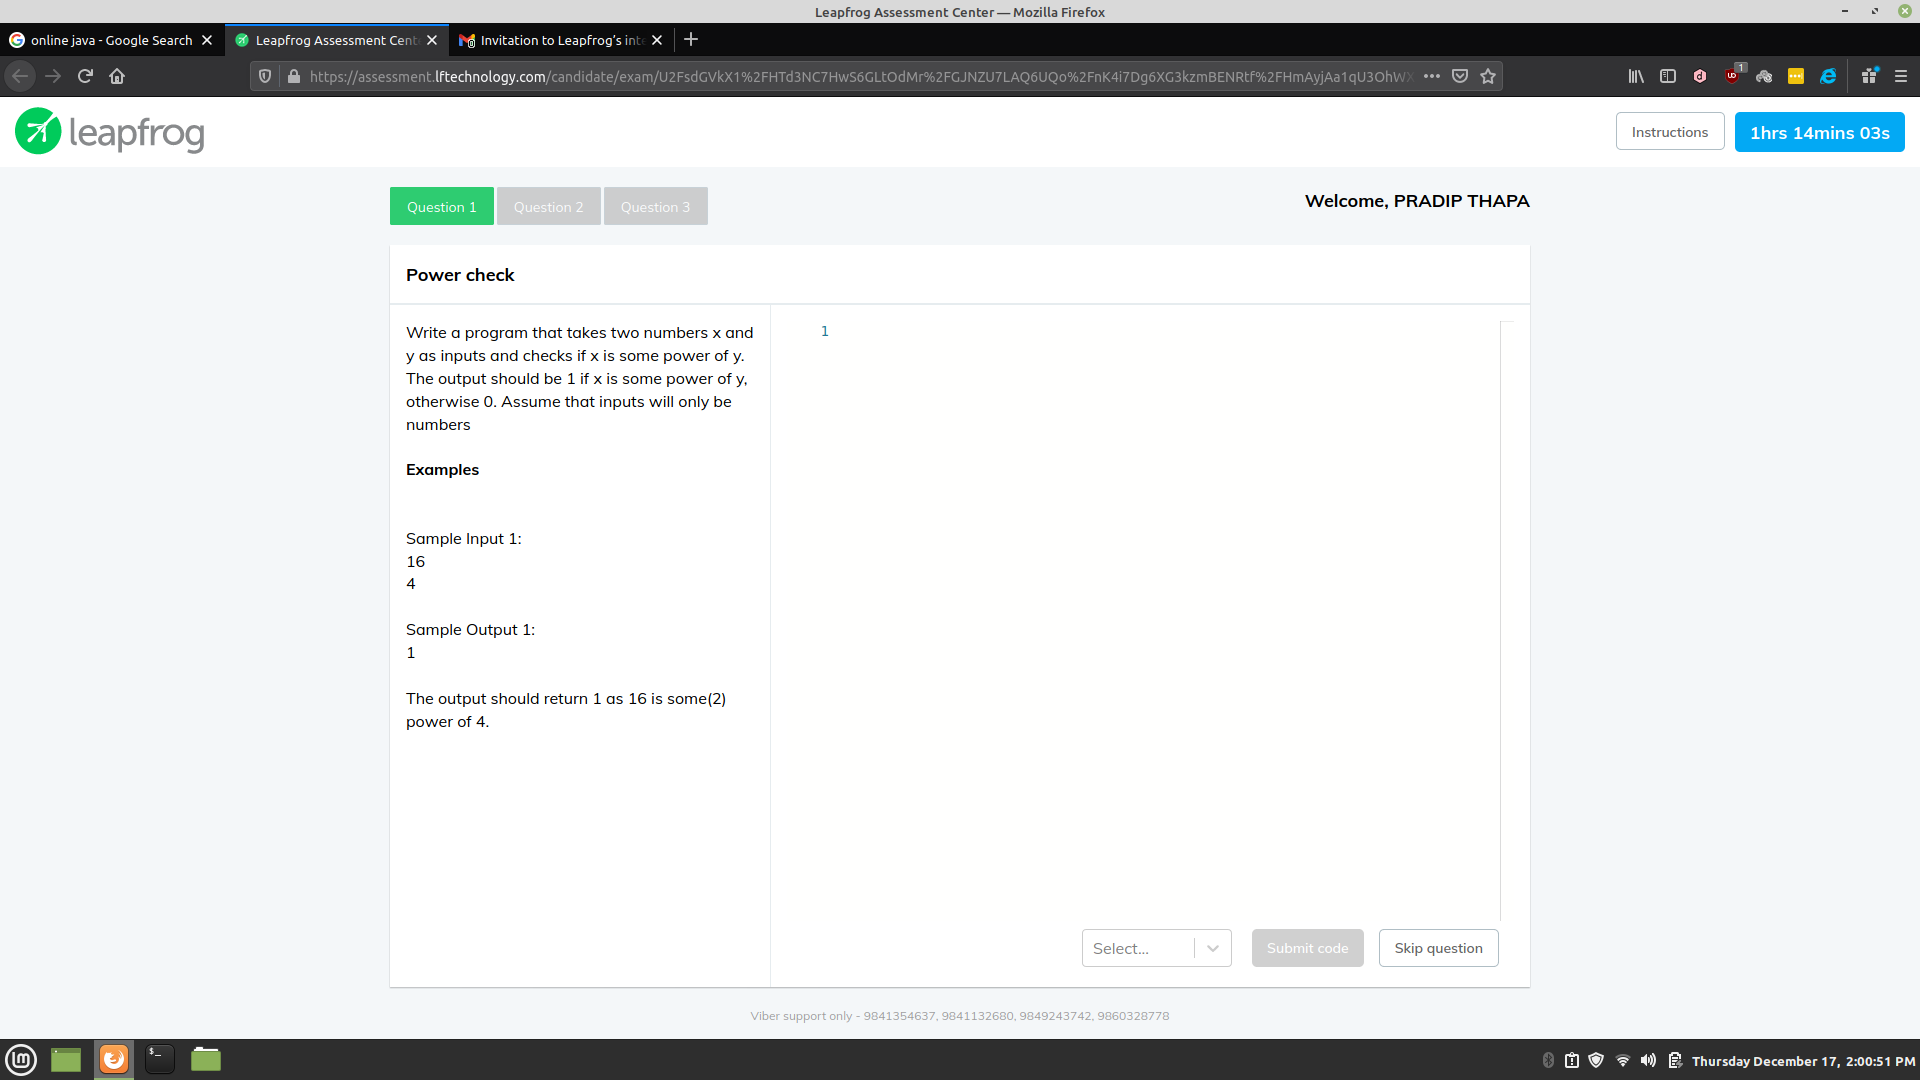 Leapfrog Assessment Center — Mozilla Firefox
online java - Google Search
Leapfrog Assessment Cent
Invitation to Leapfrog's int
https://assessment.lftechnology.com/candidate/exam/U2FsdGVkX1%2FHTd3NC7HwS6GLtOdMr%2FGJNZU7LAQ6UQo%2FnK4i7Dg6XG3kzmBENRtf%2FHmAyjAa1qU3OhWX
1
leapfrog
Instructions
1hrs 14mins 03s
Question 1
Question 2
Question 3
Welcome, PRADIP THAPA
Power check
Write a program that takes two numbers x and
y as inputs and checks if x is some power of y.
The output should be 1 if x is some power of y,
otherwise 0. Assume that inputs will only be
numbers
Examples
Sample Input 1:
16
4
Sample Output 1:
1
The output should return 1 as 16 is some(2)
power of 4.
1
Select...
Submit code
Skip question
Viber support only - 9841354637, 9841132680, 9849243742, 9860328778
Thursday December 17, 2:00:51 PM